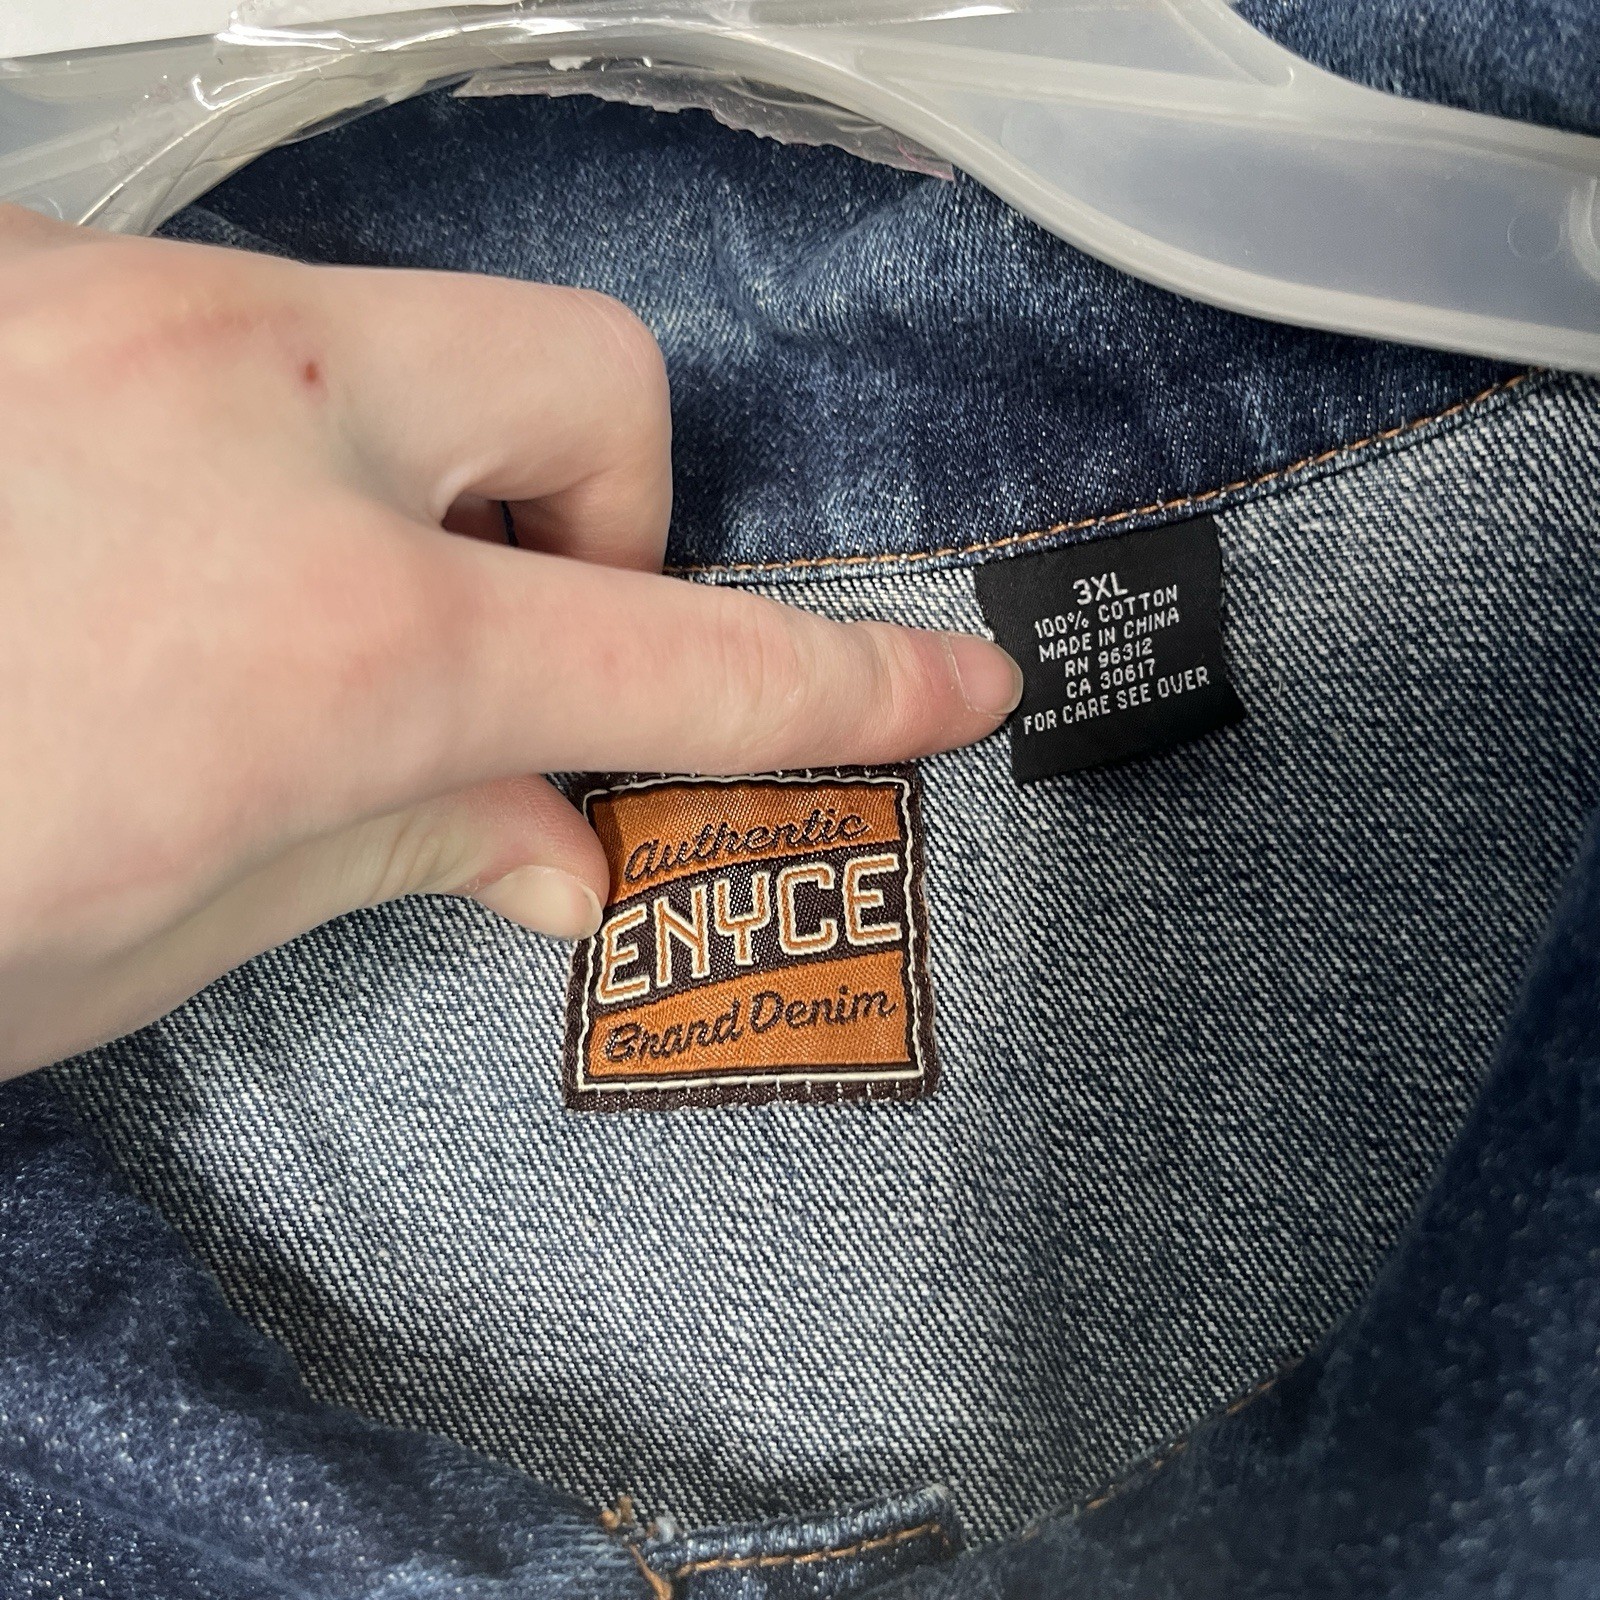 3XL
100% COTTON
MADE IN CHINA
RN 96312
CA 30617
FOR CARE SEE OVER
Authentic
ENYCE
Brand Denim